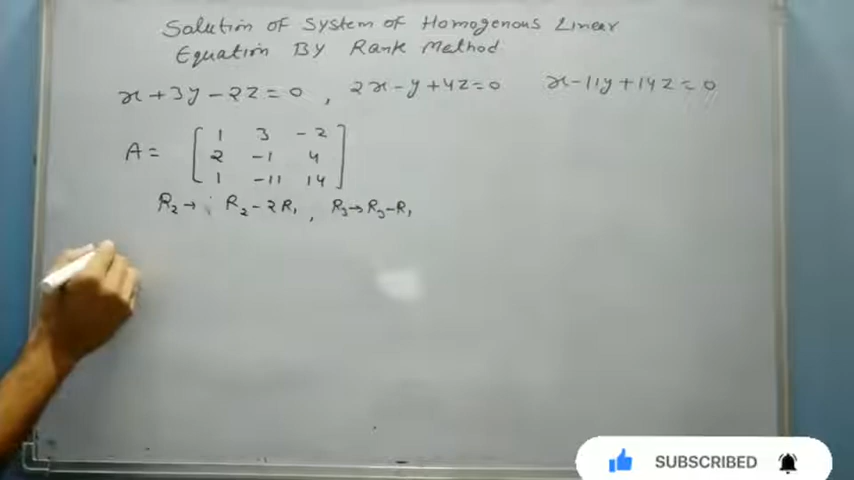 Solution of System of Homogenous Linear
Equation By Rank Method
x+3y-2z=0 , 2x-y+4z=0 x-11y+14z=0
A= [ 1 3 -2
2 -1 4
1 -11 14 ]
R₂→ R₂-2R₁ , R₃→R₃-R₁
SUBSCRIBED